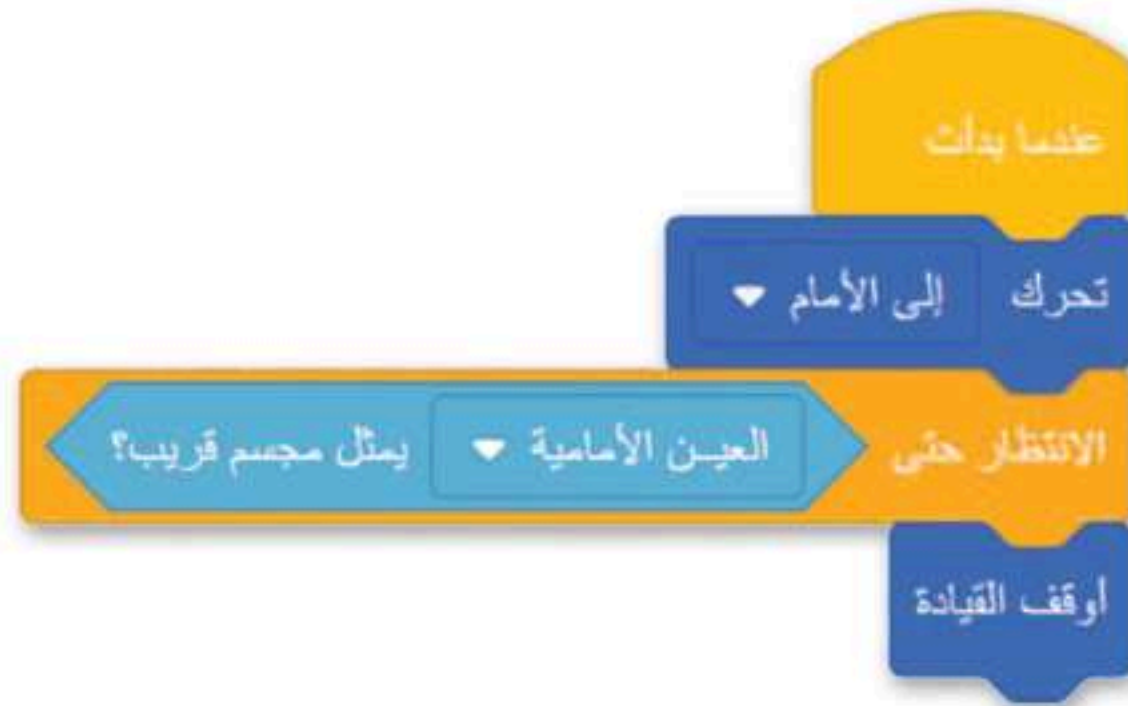 عندما بدأت
تحرك إلى الأمام
الانتظار حتى العيـن الأمامية يمثل مجسم قريب؟
أوقف القيادة